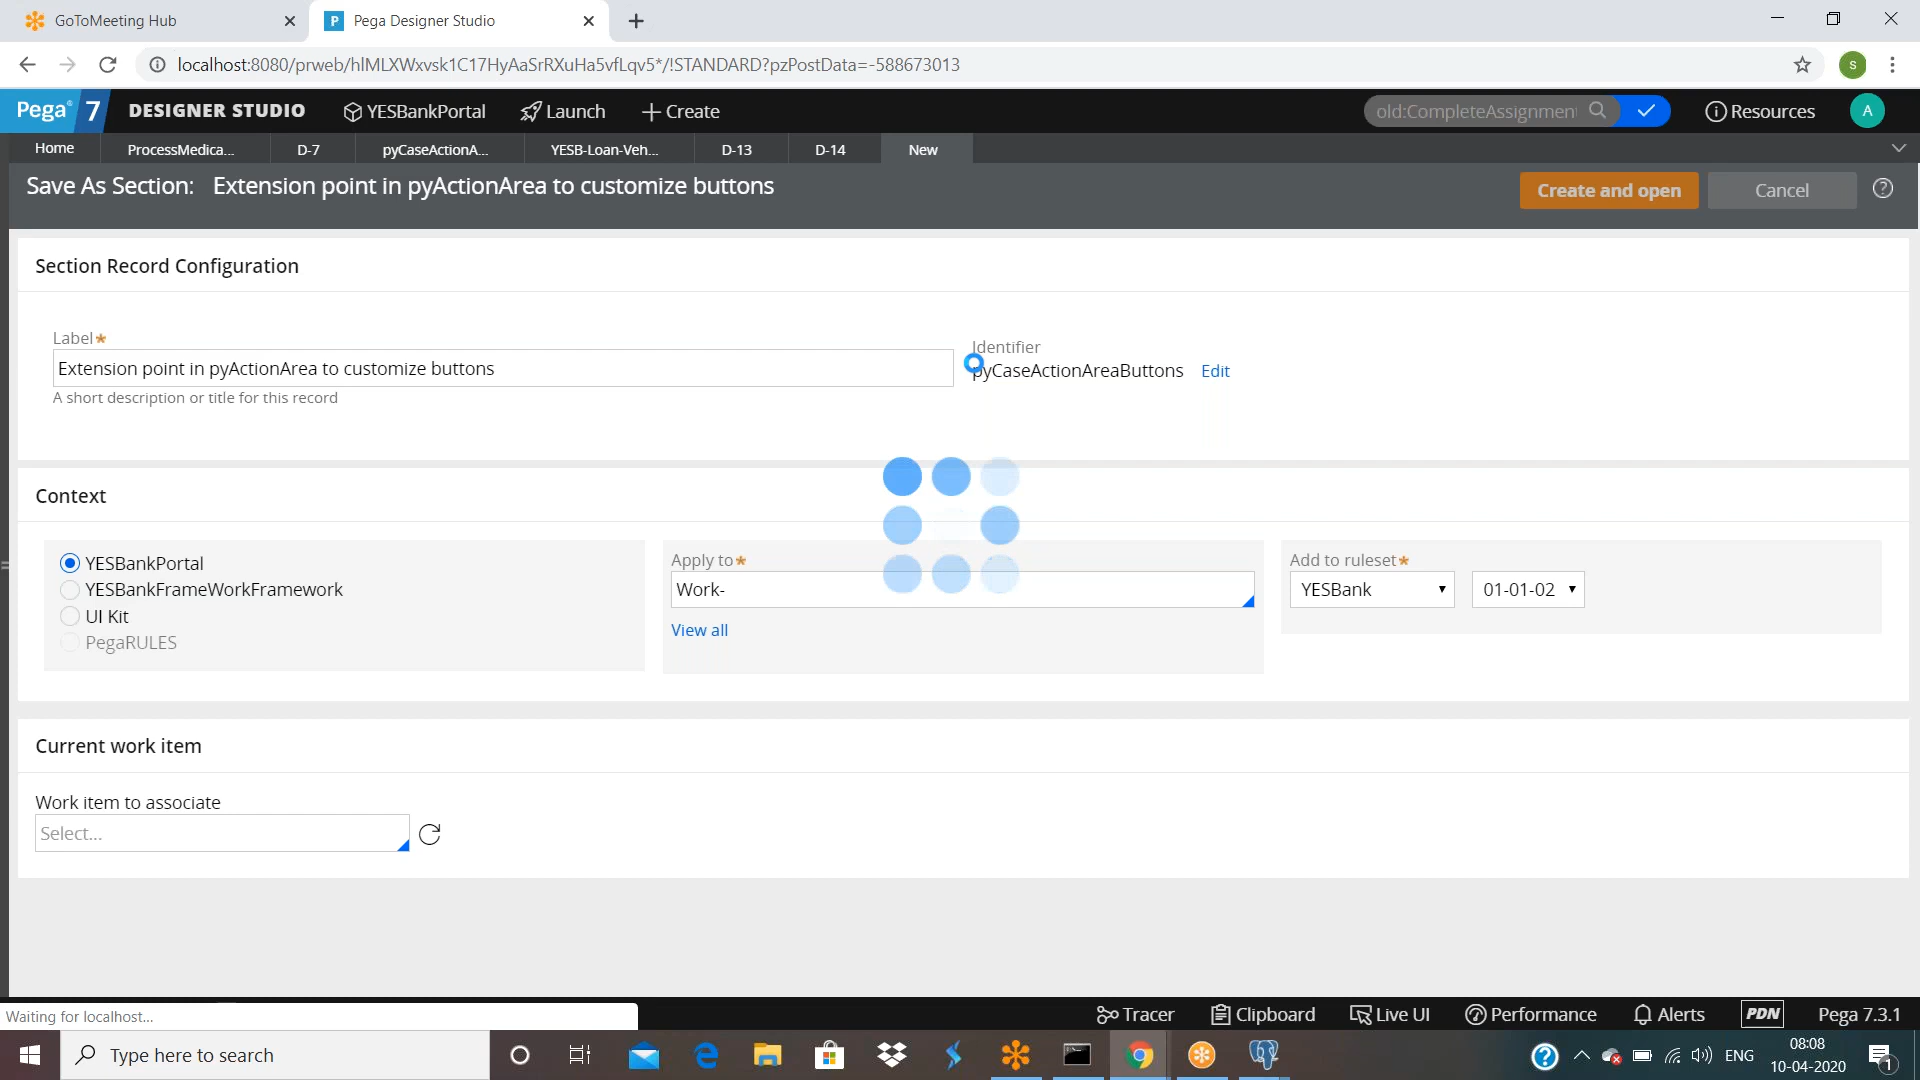 GoToMeeting Hub
Pega Designer Studio
localhost:8080/prweb/hIMLXWxvsk1C17HyAaSrRXuHa5vfLqv5*/!STANDARD?pzPostData=-588673013
S
Pega 7 DESIGNER STUDIO YESBankPortal Launch Create old:CompleteAssignment Resources A
Home ProcessMedica... D-7 pyCaseActionA... YESB-Loan-Veh... D-13 D-14 New
Save As Section: Extension point in pyActionArea to customize buttons
Create and open Cancel
Section Record Configuration
Label*
Extension point in pyActionArea to customize buttons
A short description or title for this record
Identifier
pyCaseActionAreaButtons Edit
Context
YESBankPortal
YESBankFrameWorkFramework
UI Kit
PegaRULES
Apply to*
Work-
View all
Add to ruleset*
YESBank 01-01-02
Current work item
Work item to associate
Select...
Waiting for localhost...
Tracer Clipboard Live UI Performance Alerts PDN Pega 7.3.1
Type here to search
ENG
08:08
10-04-2020
1